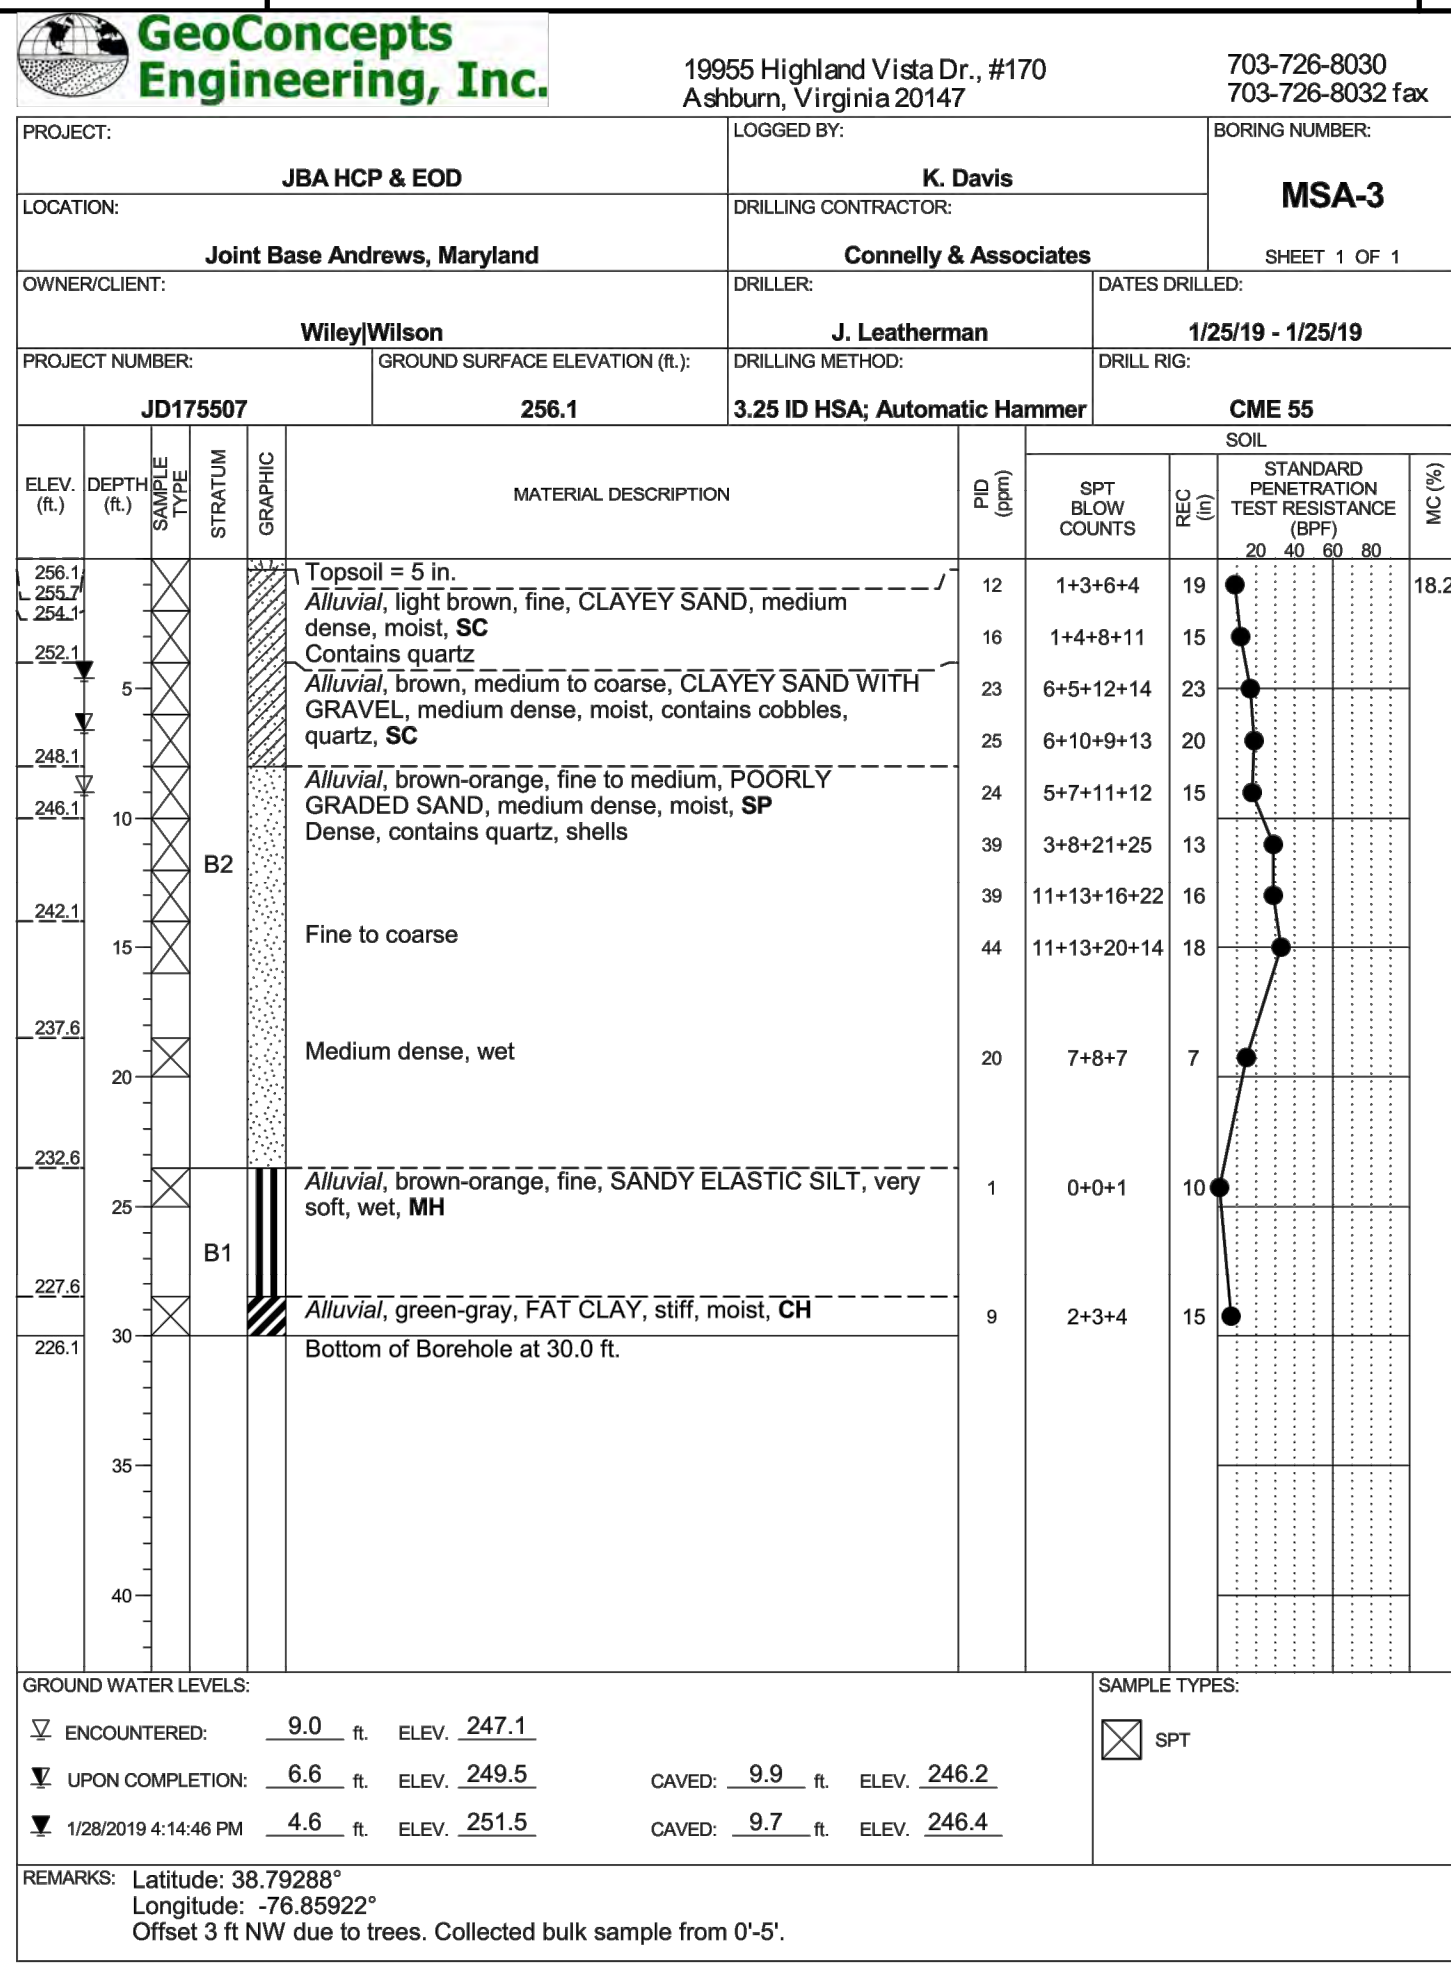 GeoConcepts
Engineering, Inc.
19955 Highland Vista Dr., #170
Ashburn, Virginia 20147
703-726-8030
703-726-8032 fax
PROJECT:
JBA HCP & EOD
LOGGED BY:
K. Davis
BORING NUMBER:
MSA-3
SHEET 1 OF 1
LOCATION:
Joint Base Andrews, Maryland
DRILLING CONTRACTOR:
Connelly & Associates
OWNER/CLIENT:
Wiley|Wilson
DRILLER:
J. Leatherman
DATES DRILLED:
1/25/19 - 1/25/19
PROJECT NUMBER:
JD175507
GROUND SURFACE ELEVATION (ft.):
256.1
DRILLING METHOD:
3.25 ID HSA; Automatic Hammer
DRILL RIG:
CME 55
ELEV. (ft.)
DEPTH (ft.)
SAMPLE TYPE
STRATUM
GRAPHIC
MATERIAL DESCRIPTION
PID (ppm)
SOIL
SPT BLOW COUNTS
REC (in)
STANDARD PENETRATION TEST RESISTANCE (BPF)
20 40 60 80
MC (%)
256.1
Topsoil = 5 in.
12 1+3+6+4 19 18.2
255.7
Alluvial, light brown, fine, CLAYEY SAND, medium
254.1
dense, moist, SC
16 1+4+8+11 15
252.1
Contains quartz
5
Alluvial, brown, medium to coarse, CLAYEY SAND WITH
23 6+5+12+14 23
GRAVEL, medium dense, moist, contains cobbles,
quartz, SC
25 6+10+9+13 20
248.1
Alluvial, brown-orange, fine to medium, POORLY
24 5+7+11+12 15
246.1
GRADED SAND, medium dense, moist, SP
10
Dense, contains quartz, shells
39 3+8+21+25 13
B2
39 11+13+16+22 16
242.1
Fine to coarse
15
44 11+13+20+14 18
237.6
Medium dense, wet
20 7+8+7 7
20
232.6
Alluvial, brown-orange, fine, SANDY ELASTIC SILT, very
1 0+0+1 10
25
soft, wet, MH
B1
227.6
Alluvial, green-gray, FAT CLAY, stiff, moist, CH
9 2+3+4 15
30
226.1
Bottom of Borehole at 30.0 ft.
35
40
GROUND WATER LEVELS:
ENCOUNTERED: 9.0 ft. ELEV. 247.1
UPON COMPLETION: 6.6 ft. ELEV. 249.5 CAVED: 9.9 ft. ELEV. 246.2
1/28/2019 4:14:46 PM 4.6 ft. ELEV. 251.5 CAVED: 9.7 ft. ELEV. 246.4
SAMPLE TYPES:
SPT
REMARKS: Latitude: 38.79288°
Longitude: -76.85922°
Offset 3 ft NW due to trees. Collected bulk sample from 0'-5'.